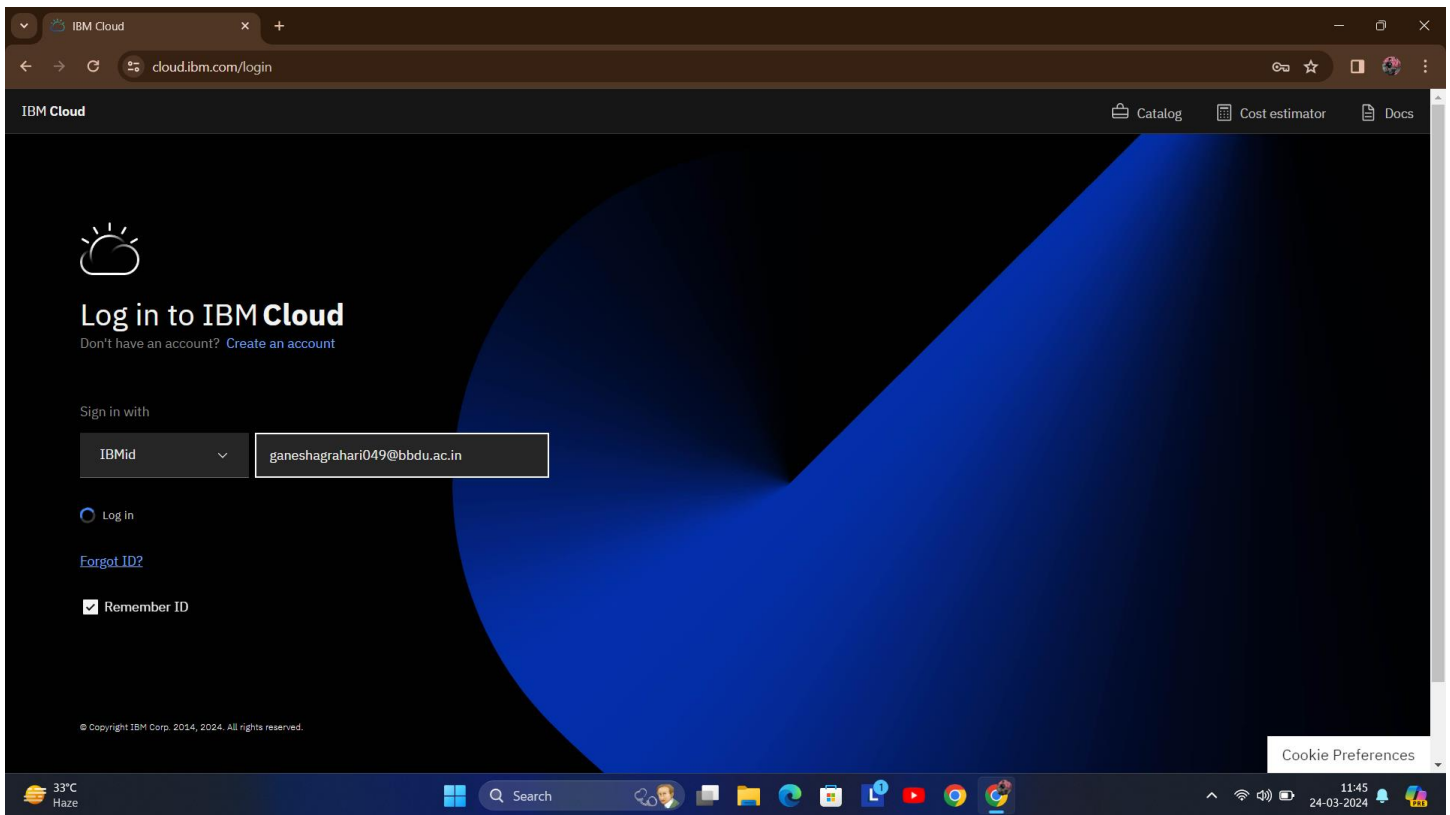 IBM Cloud
cloud.ibm.com/login
IBM Cloud
Catalog
Cost estimator
Docs
Log in to IBM Cloud
Don't have an account? Create an account
Sign in with
IBMid
ganeshagrahari049@bbdu.ac.in
Log in
Forgot ID?
Remember ID
© Copyright IBM Corp. 2014, 2024. All rights reserved.
Cookie Preferences
33°C
Haze
Search
L
1
11:45
24-03-2024
PRE